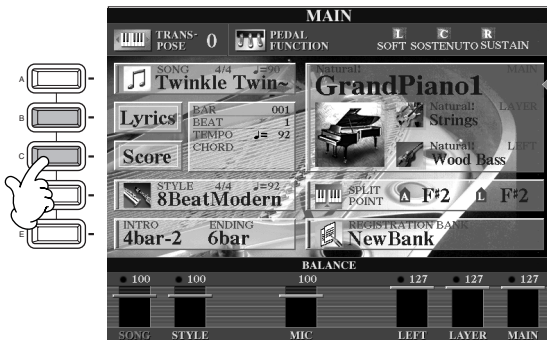 MAIN
TRANS-
POSE 0
PEDAL
FUNCTION
L C R
SOFT SOSTENUTO SUSTAIN
SONG 4/4 ♩=90
Twinkle Twin~
Natural! MAIN
GrandPiano1
A
B
C
E
Lyrics
Score
BAR 001
BEAT 1
TEMPO ♩= 92
CHORD
Natural! LAYER
Strings
Natural! LEFT
Wood Bass
STYLE 4/4 ♩=92
8BeatModern
SPLIT
POINT
A F#2 L F#2
INTRO ENDING
4bar-2 6bar
REGISTRATION BANK
NewBank
BALANCE
100 100 100 127 127 127
SONG STYLE MIC LEFT LAYER MAIN